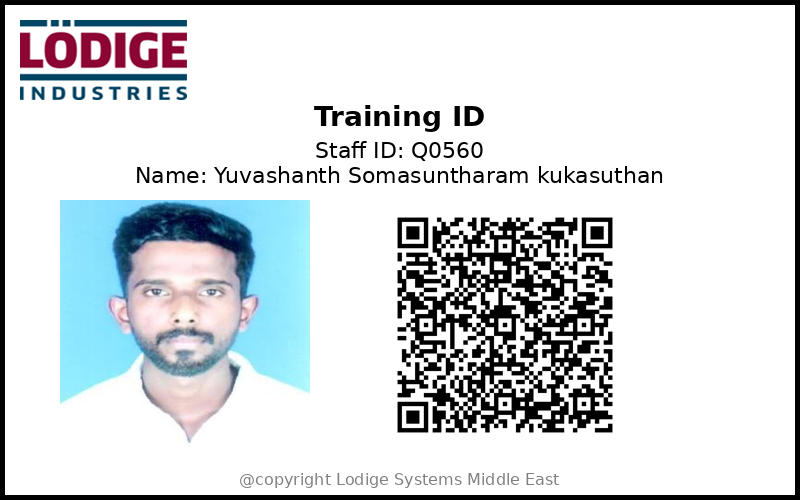 LÖDIGE
INDUSTRIES
Training ID
Staff ID: Q0560
Name: Yuvashanth Somasuntharam kukasuthan
@copyright Lodige Systems Middle East